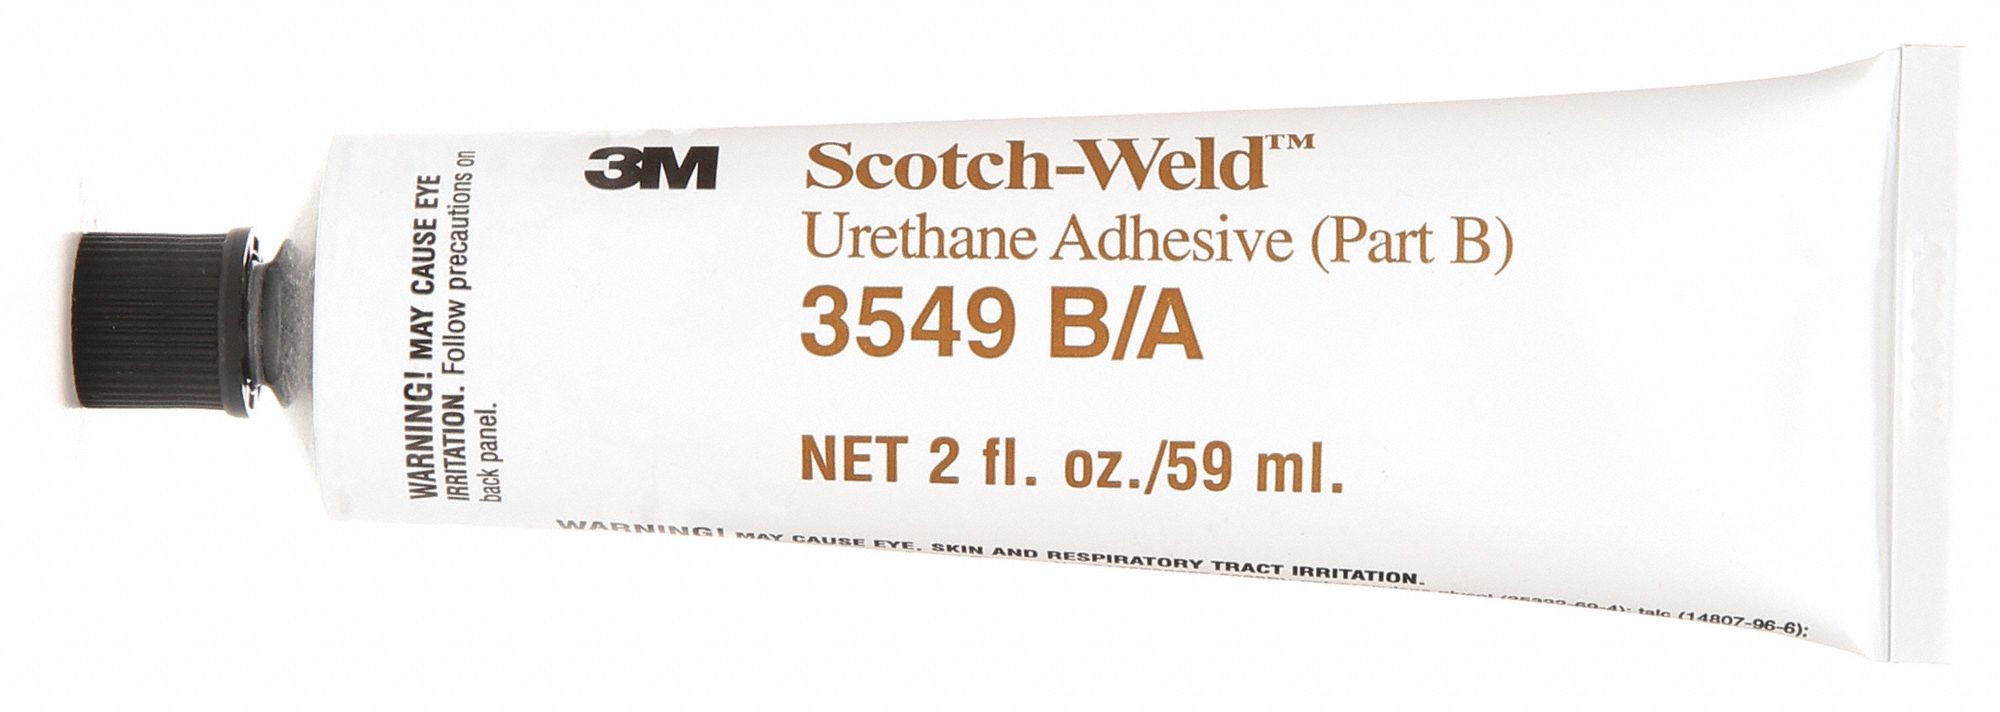 WARNING! MAY CAUSE EYE
IRRITATION. Follow precautions on
back panel.
3M
Scotch-Weld™
Urethane Adhesive (Part B)
3549 B/A
NET 2 fl. oz./59 ml.
WARNING! MAY CAUSE EYE, SKIN AND RESPIRATORY TRACT IRRITATION.
talc (14807-96-6);